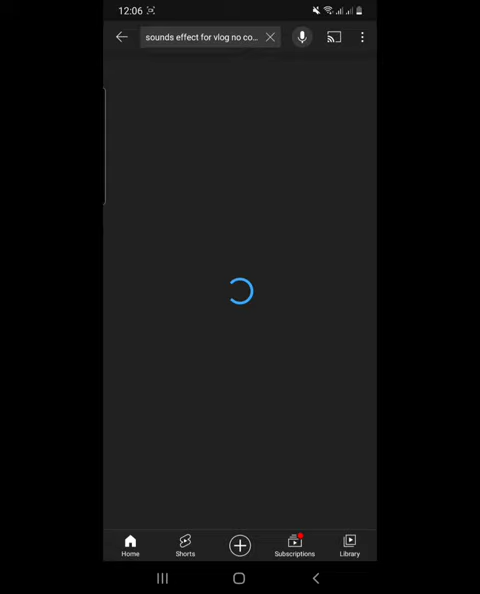 12:06
sounds effect for vlog no co...
Home
Shorts
Subscriptions
Library